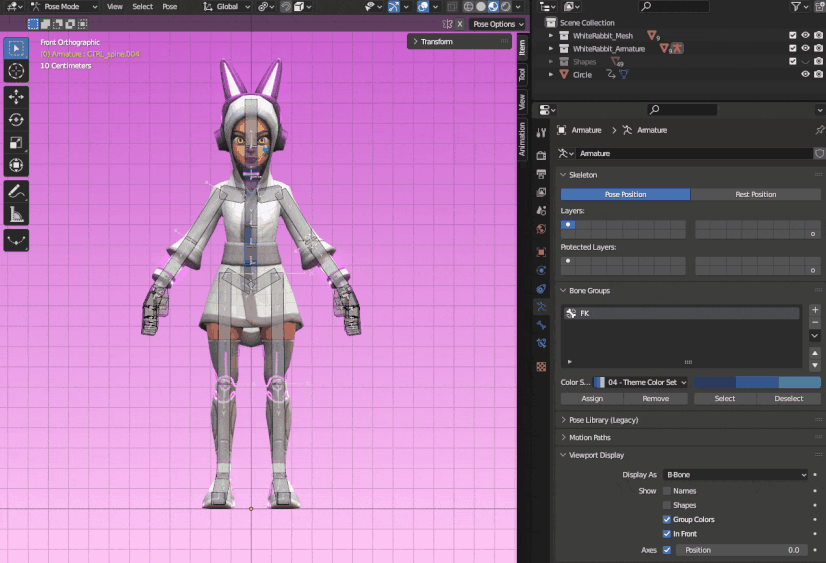 Pose Mode View Select Pose Global
Pose Options
X
Front Orthographic
(0) Armature : CTRL_spine.004
10 Centimeters
Transform
Item
Tool
View
Animation
Scene Collection
WhiteRabbit_Mesh 9
WhiteRabbit_Armature 9
Shapes 49
Circle
Armature Armature
Armature
Skeleton
Pose Position Rest Position
Layers:
Protected Layers:
Bone Groups
FK
Color S... 04 - Theme Color Set
Assign Remove Select Deselect
Pose Library (Legacy)
Motion Paths
Viewport Display
Display As B-Bone
Show Names
Shapes
Group Colors
In Front
Axes Position 0.0